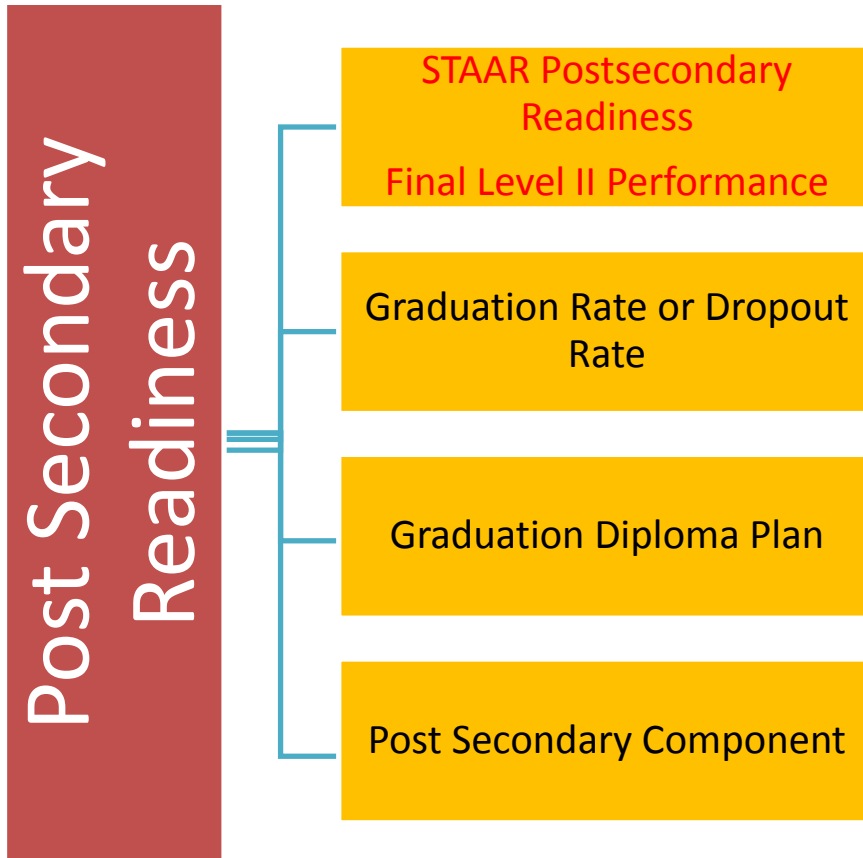 Post Secondary
Readiness
STAAR Postsecondary
Readiness
Final Level II Performance
Graduation Rate or Dropout
Rate
Graduation Diploma Plan
Post Secondary Component